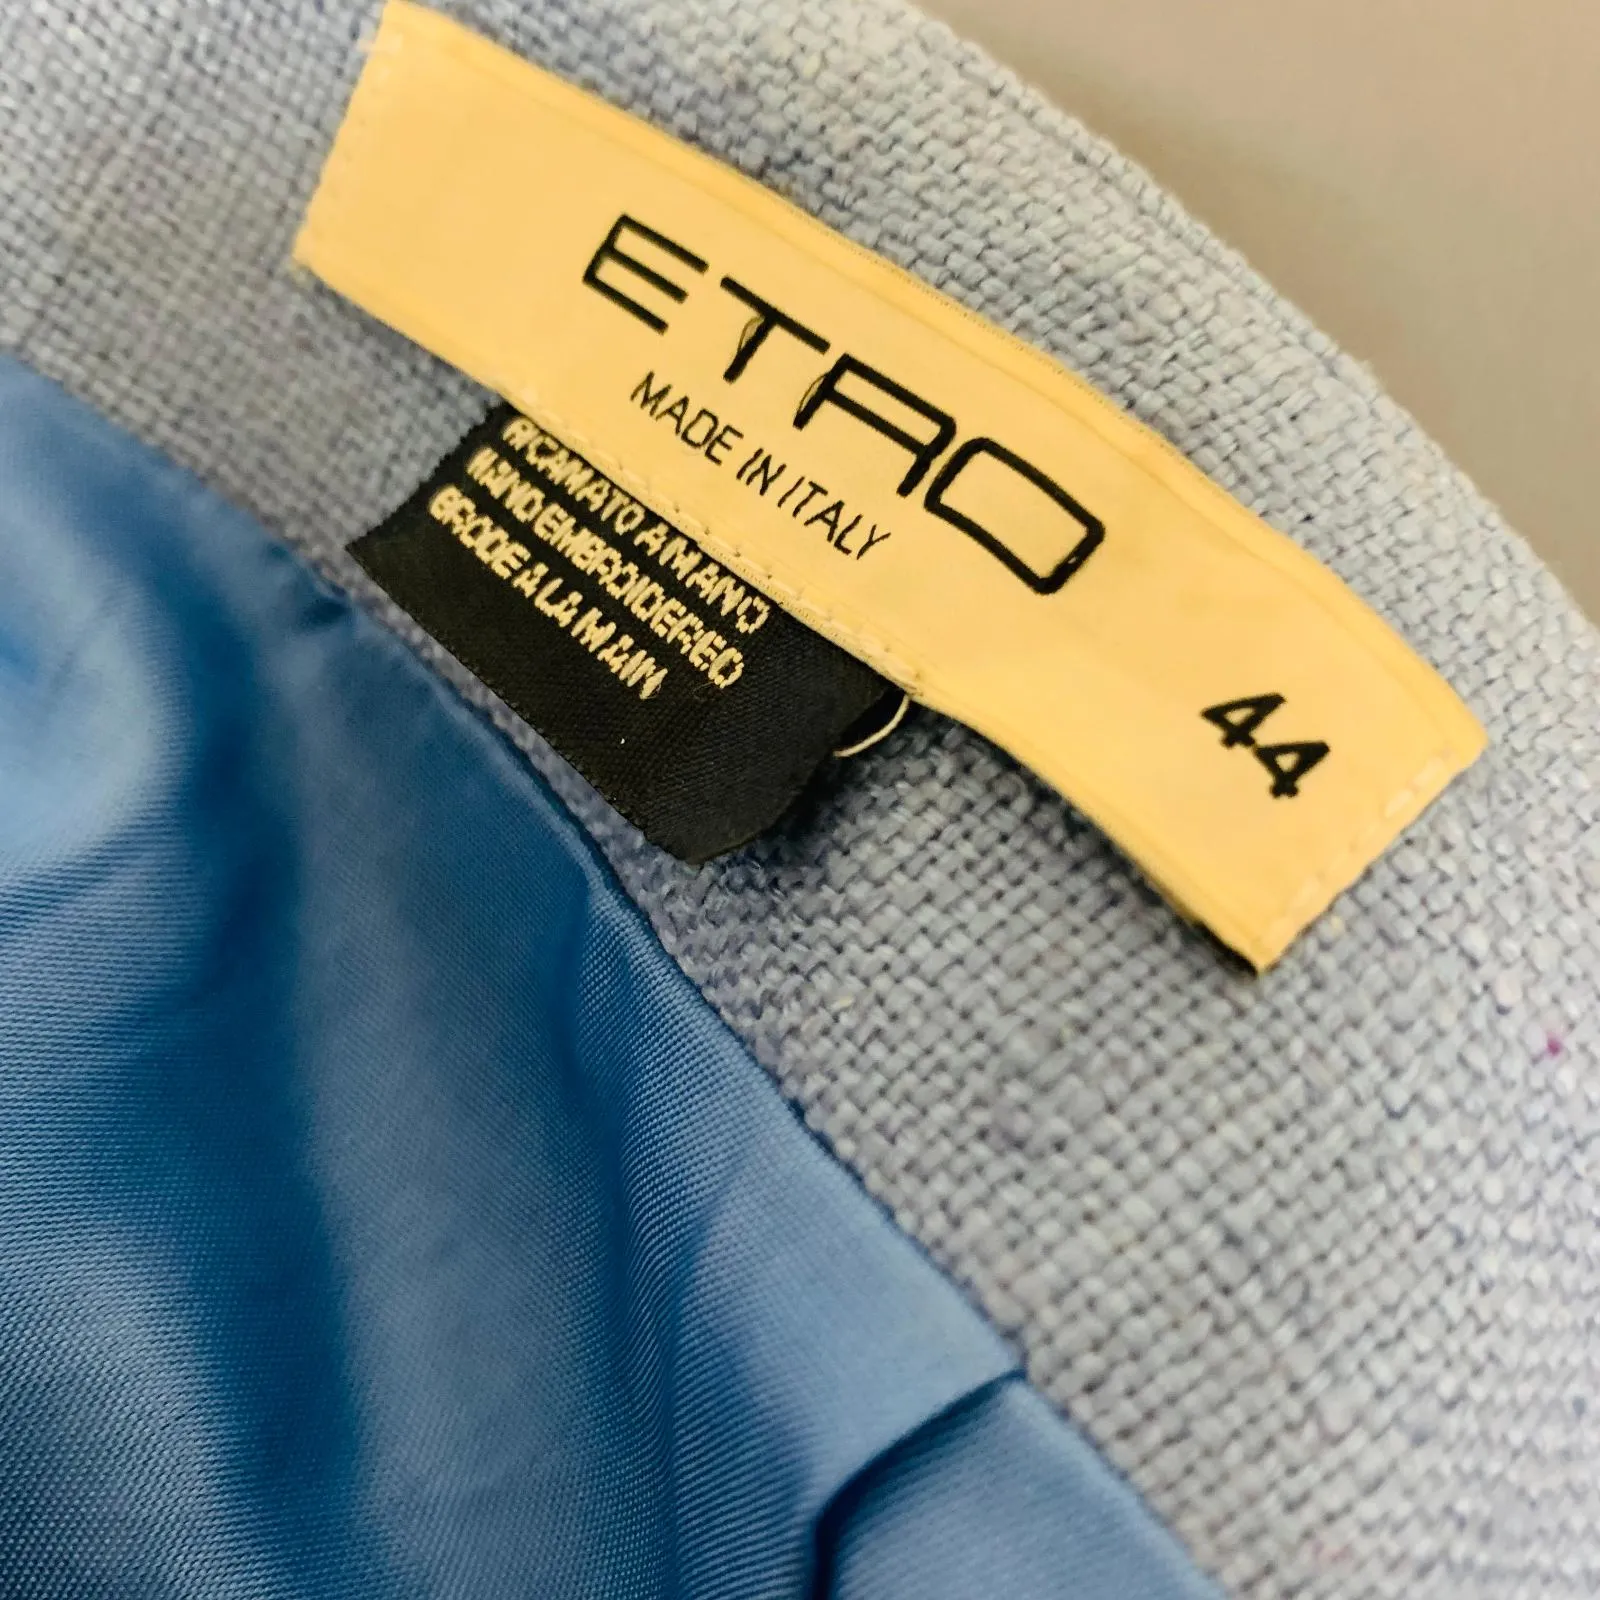 ETRO
MADE IN ITALY
44
RICAMATO A MANO
HAND EMBROIDERED
BRODE A LA MAIN